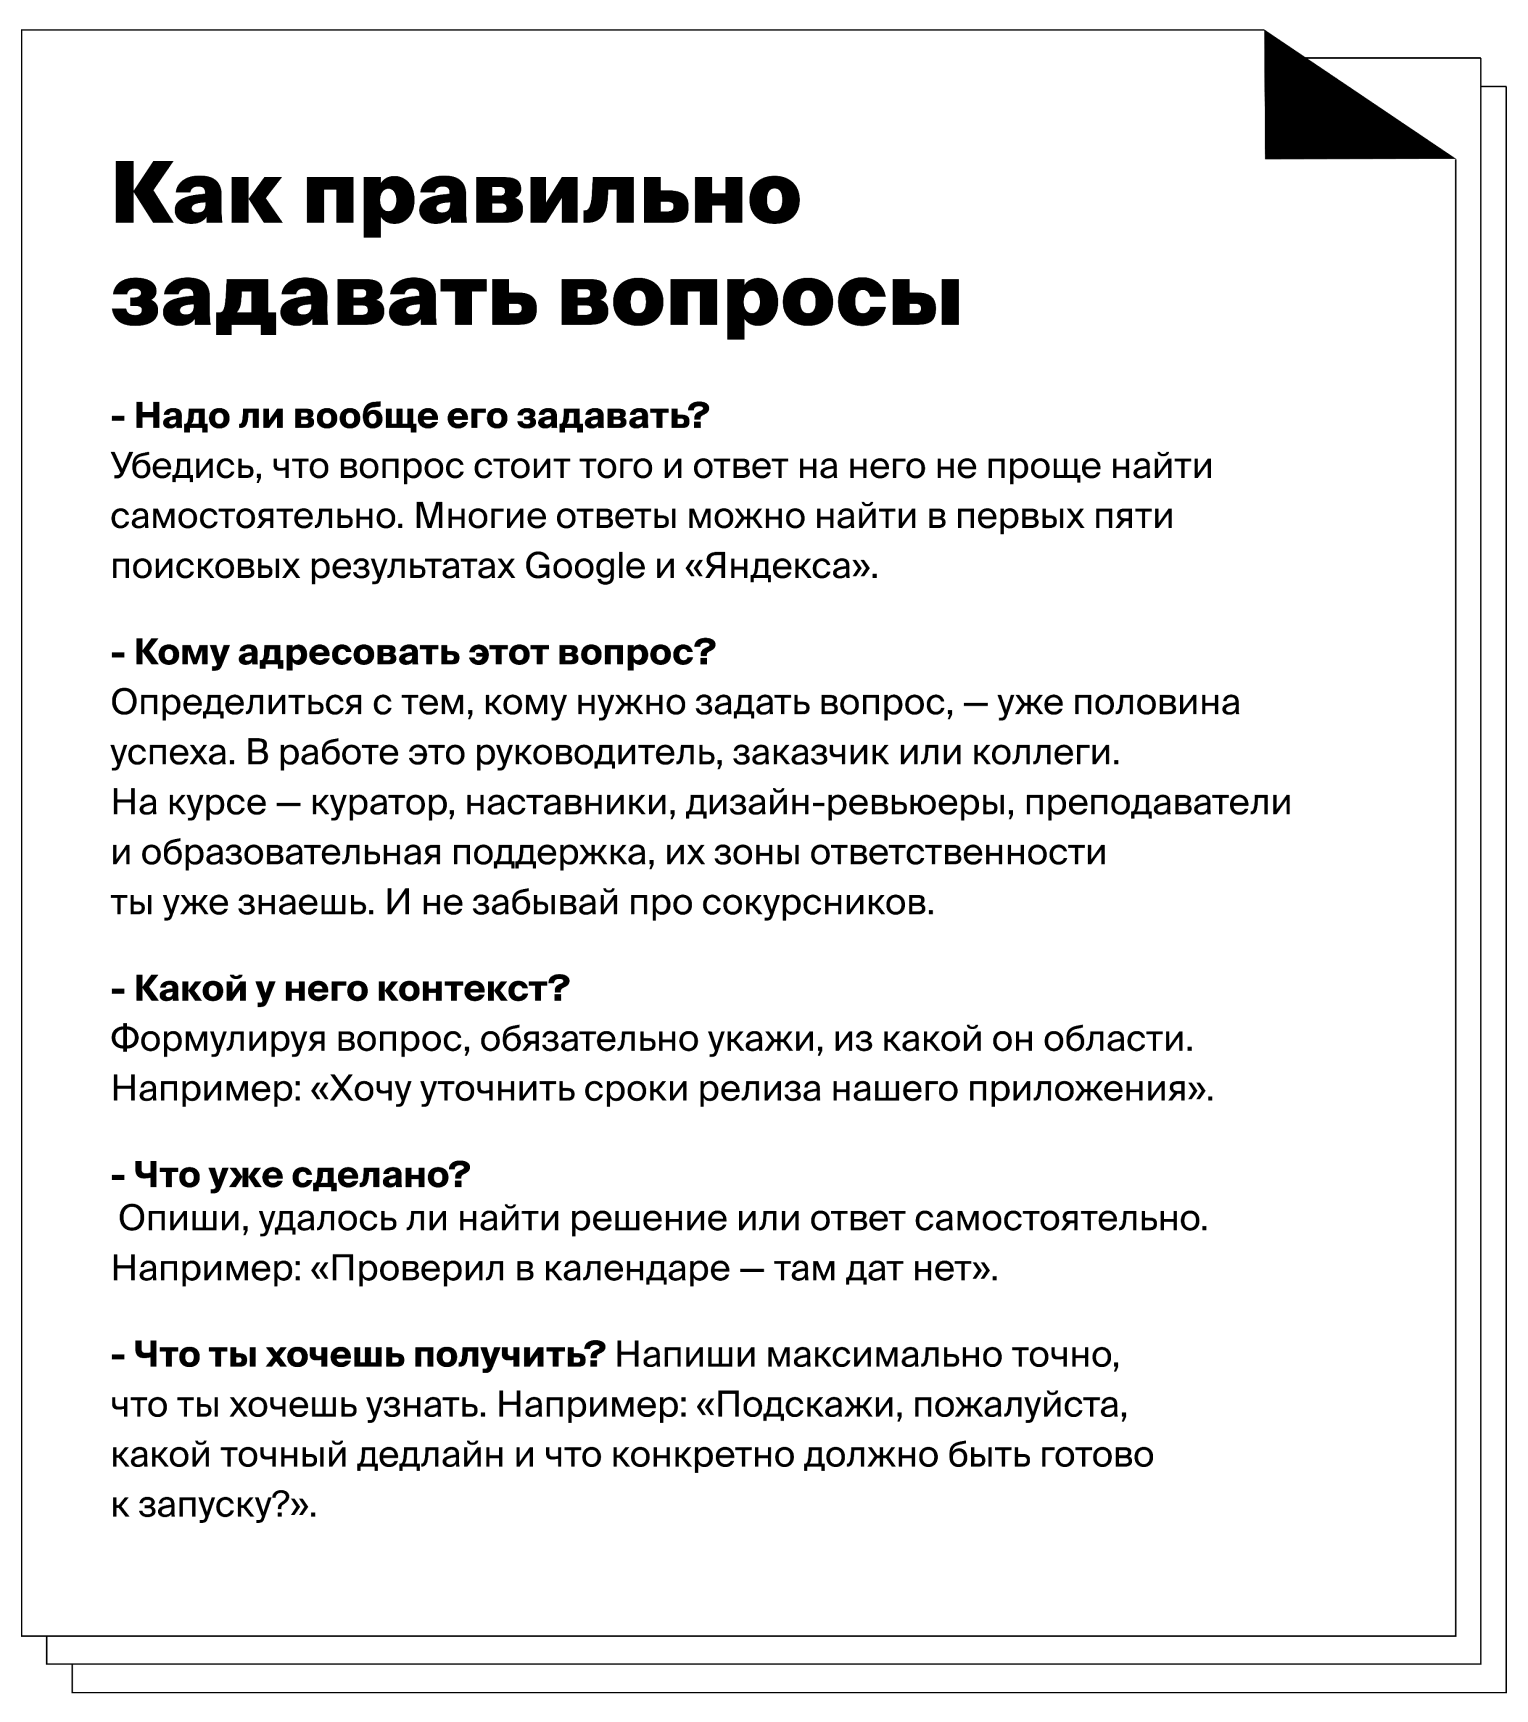 Как правильно
задавать вопросы
- Надо ли вообще его задавать?
Убедись, что вопрос стоит того и ответ на него не проще найти
самостоятельно. Многие ответы можно найти в первых пяти
поисковых результатах Google и «Яндекса».
- Кому адресовать этот вопрос?
Определиться с тем, кому нужно задать вопрос, — уже половина
успеха. В работе это руководитель, заказчик или коллеги.
На курсе — куратор, наставники, дизайн-ревьюеры, преподаватели
и образовательная поддержка, их зоны ответственности
ты уже знаешь. И не забывай про сокурсников.
- Какой у него контекст?
Формулируя вопрос, обязательно укажи, из какой он области.
Например: «Хочу уточнить сроки релиза нашего приложения».
- Что уже сделано?
Опиши, удалось ли найти решение или ответ самостоятельно.
Например: «Проверил в календаре — там дат нет».
- Что ты хочешь получить? Напиши максимально точно,
что ты хочешь узнать. Например: «Подскажи, пожалуйста,
какой точный дедлайн и что конкретно должно быть готово
к запуску?».